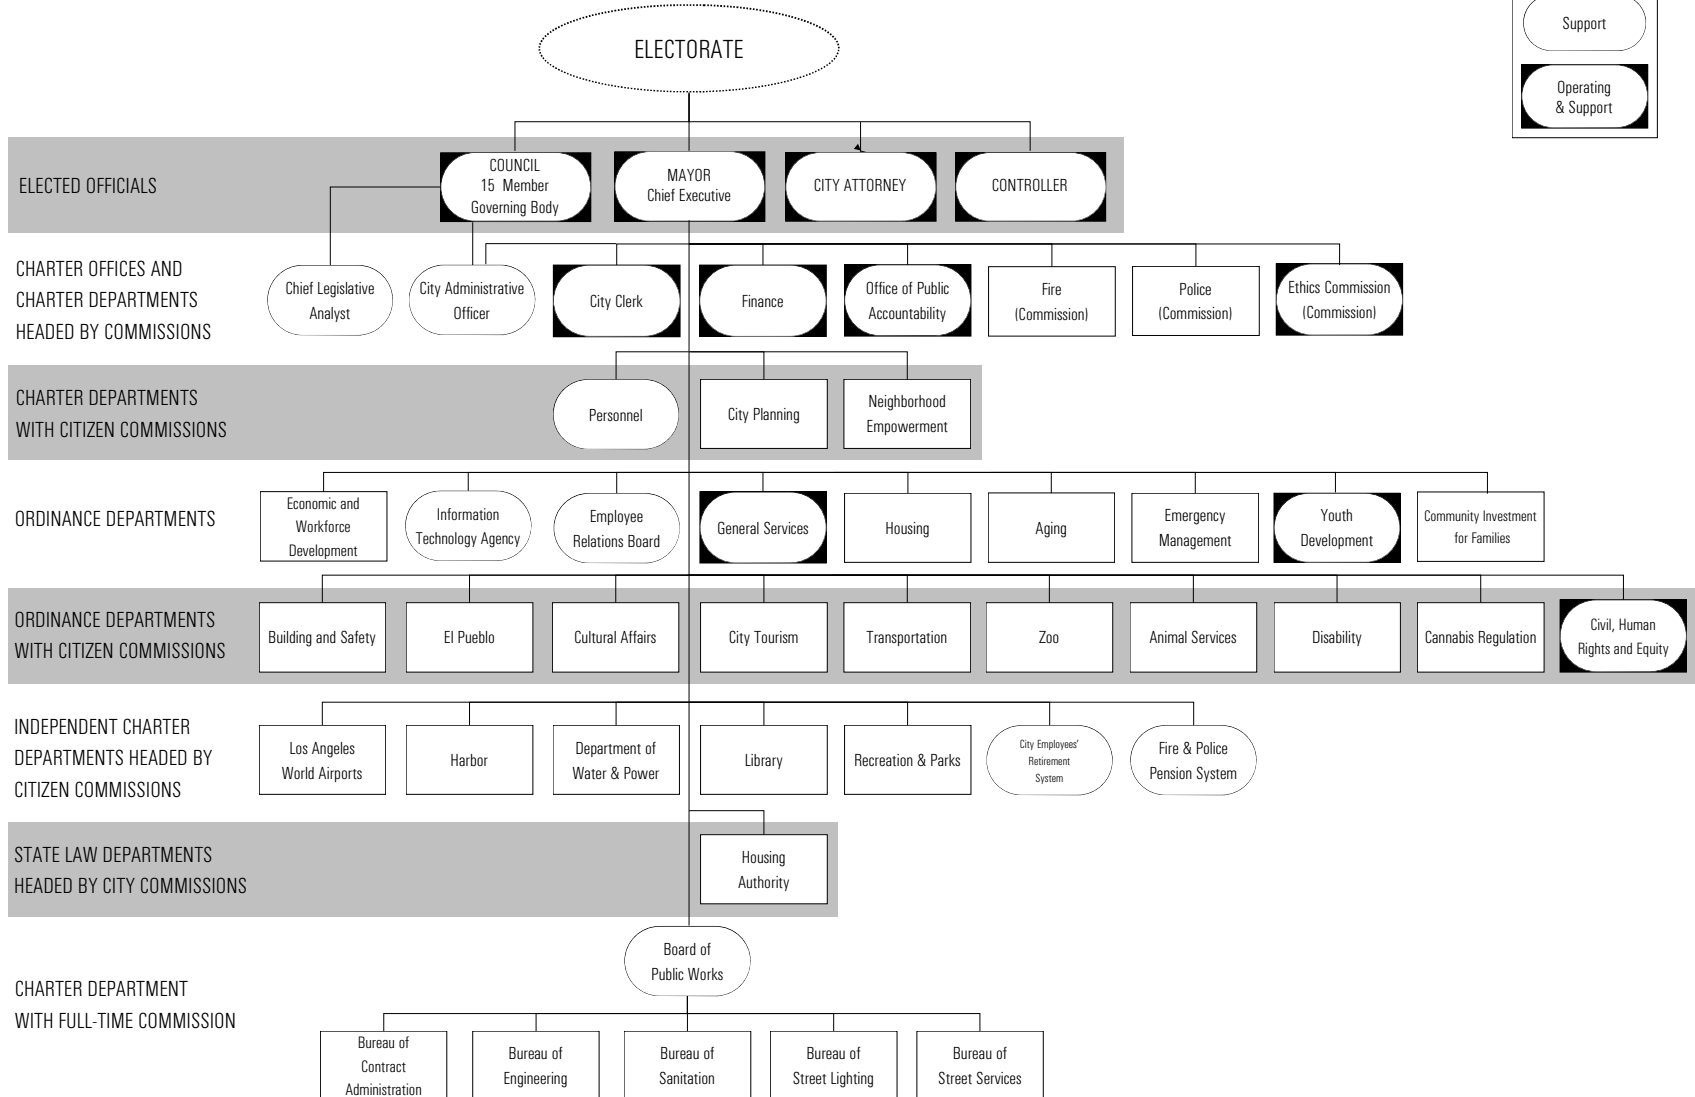 Support
Operating
& Support
ELECTORATE
ELECTED OFFICIALS
COUNCIL
15 Member
Governing Body
MAYOR
Chief Executive
CITY ATTORNEY
CONTROLLER
CHARTER OFFICES AND
CHARTER DEPARTMENTS
HEADED BY COMMISSIONS
Chief Legislative
Analyst
City Administrative
Officer
City Clerk
Finance
Office of Public
Accountability
Fire
(Commission)
Police
(Commission)
Ethics Commission
(Commission)
CHARTER DEPARTMENTS
WITH CITIZEN COMMISSIONS
Personnel
City Planning
Neighborhood
Empowerment
ORDINANCE DEPARTMENTS
Economic and
Workforce
Development
Information
Technology Agency
Employee
Relations Board
General Services
Housing
Aging
Emergency
Management
Youth
Development
Community Investment
for Families
ORDINANCE DEPARTMENTS
WITH CITIZEN COMMISSIONS
Building and Safety
El Pueblo
Cultural Affairs
City Tourism
Transportation
Zoo
Animal Services
Disability
Cannabis Regulation
Civil, Human
Rights and Equity
INDEPENDENT CHARTER
DEPARTMENTS HEADED BY
CITIZEN COMMISSIONS
Los Angeles
World Airports
Harbor
Department of
Water & Power
Library
Recreation & Parks
City Employees'
Retirement
System
Fire & Police
Pension System
STATE LAW DEPARTMENTS
HEADED BY CITY COMMISSIONS
Housing
Authority
CHARTER DEPARTMENT
WITH FULL-TIME COMMISSION
Board of
Public Works
Bureau of
Contract
Administration
Bureau of
Engineering
Bureau of
Sanitation
Bureau of
Street Lighting
Bureau of
Street Services